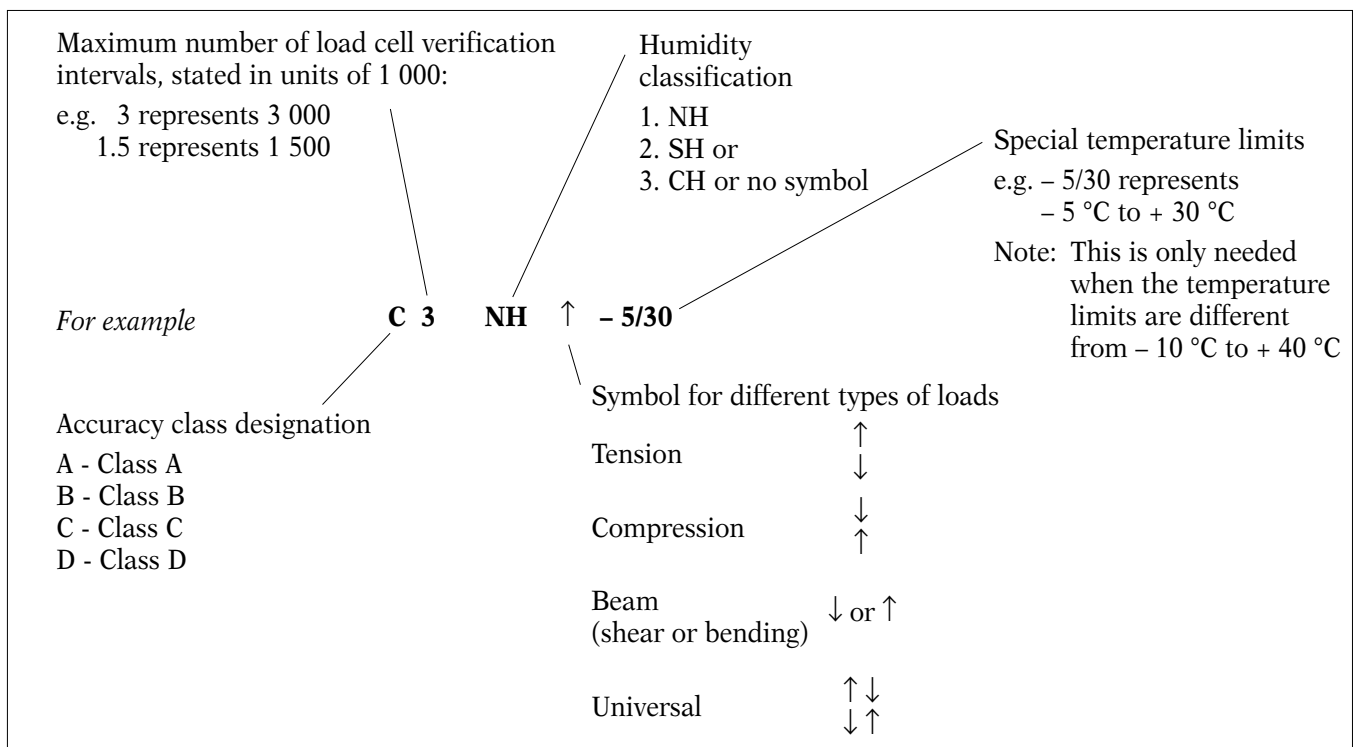 Maximum number of load cell verification
intervals, stated in units of 1 000:
e.g. 3 represents 3 000
1.5 represents 1 500
Humidity
classification
1. NH
2. SH or
3. CH or no symbol
Special temperature limits
e.g. – 5/30 represents
– 5 °C to + 30 °C
Note: This is only needed
when the temperature
limits are different
from – 10 °C to + 40 °C
For example C 3 NH ↑ – 5/30
Accuracy class designation
A - Class A
B - Class B
C - Class C
D - Class D
Symbol for different types of loads
Tension ↑
↓
Compression ↓
↑
Beam
(shear or bending) ↓ or ↑
Universal ↑ ↓
↓ ↑